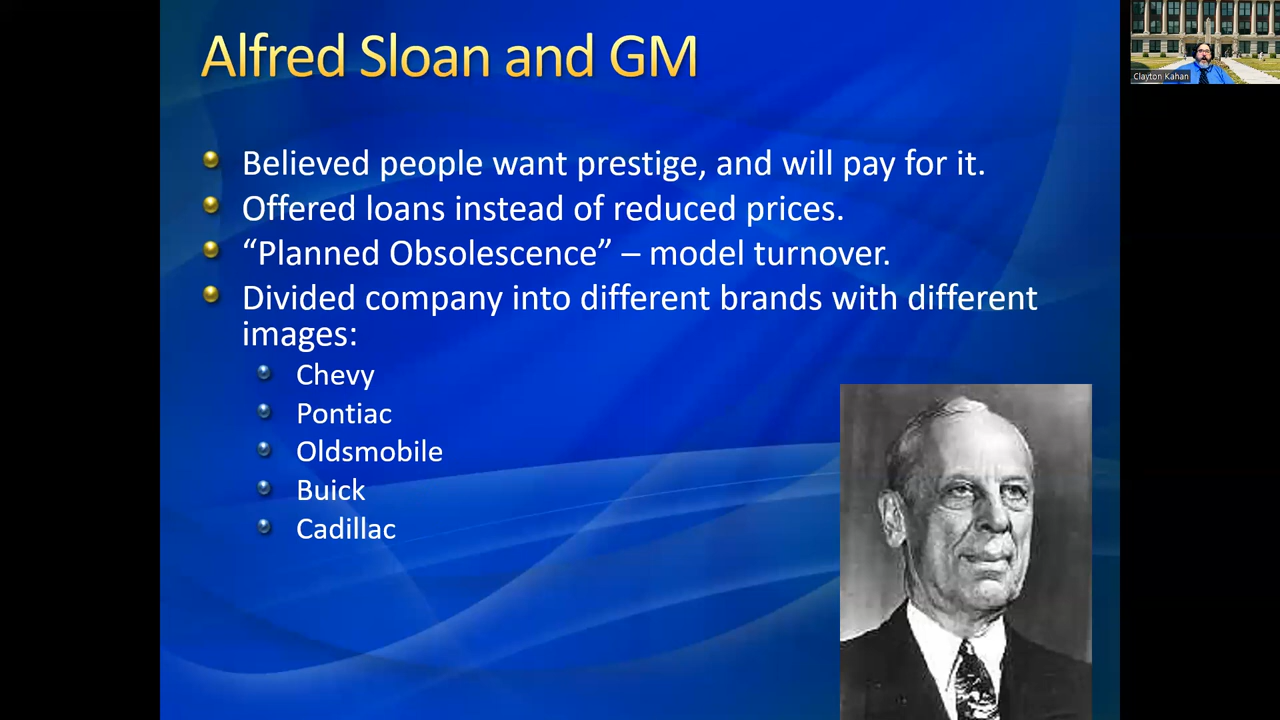 Alfred Sloan and GM
Believed people want prestige, and will pay for it.
Offered loans instead of reduced prices.
“Planned Obsolescence” – model turnover.
Divided company into different brands with different
images:
Chevy
Pontiac
Oldsmobile
Buick
Cadillac
Clayton Kahan